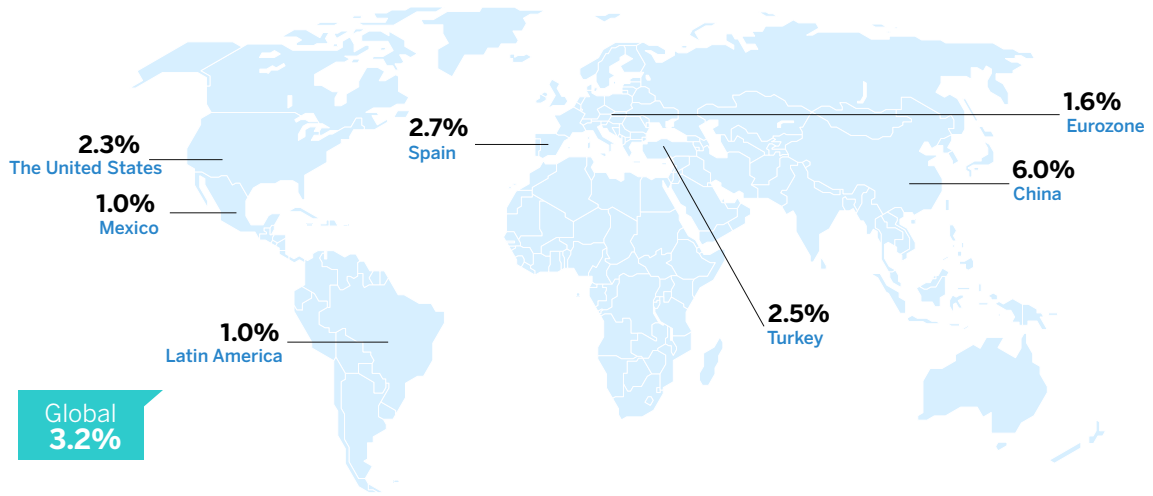 1.6%
Eurozone
2.7%
Spain
2.3%
The United States
6.0%
China
1.0%
Mexico
2.5%
Turkey
1.0%
Latin America
Global
3.2%